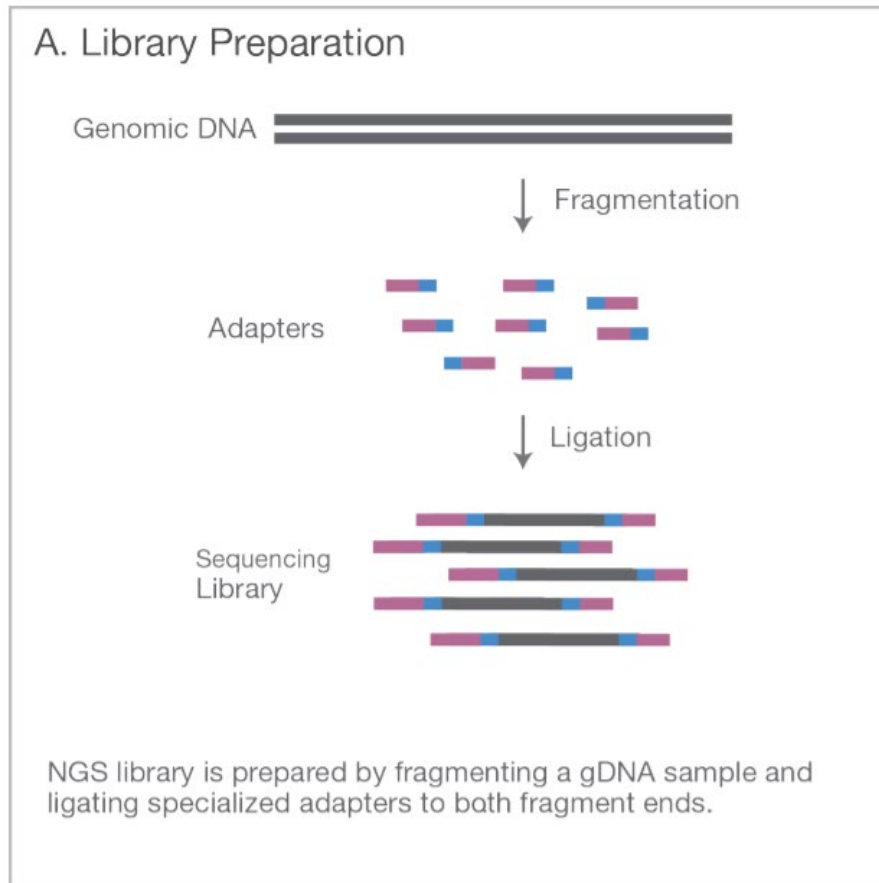 A. Library Preparation
Genomic DNA
Fragmentation
Adapters
Ligation
Sequencing
Library
NGS library is prepared by fragmenting a gDNA sample and
ligating specialized adapters to both fragment ends.